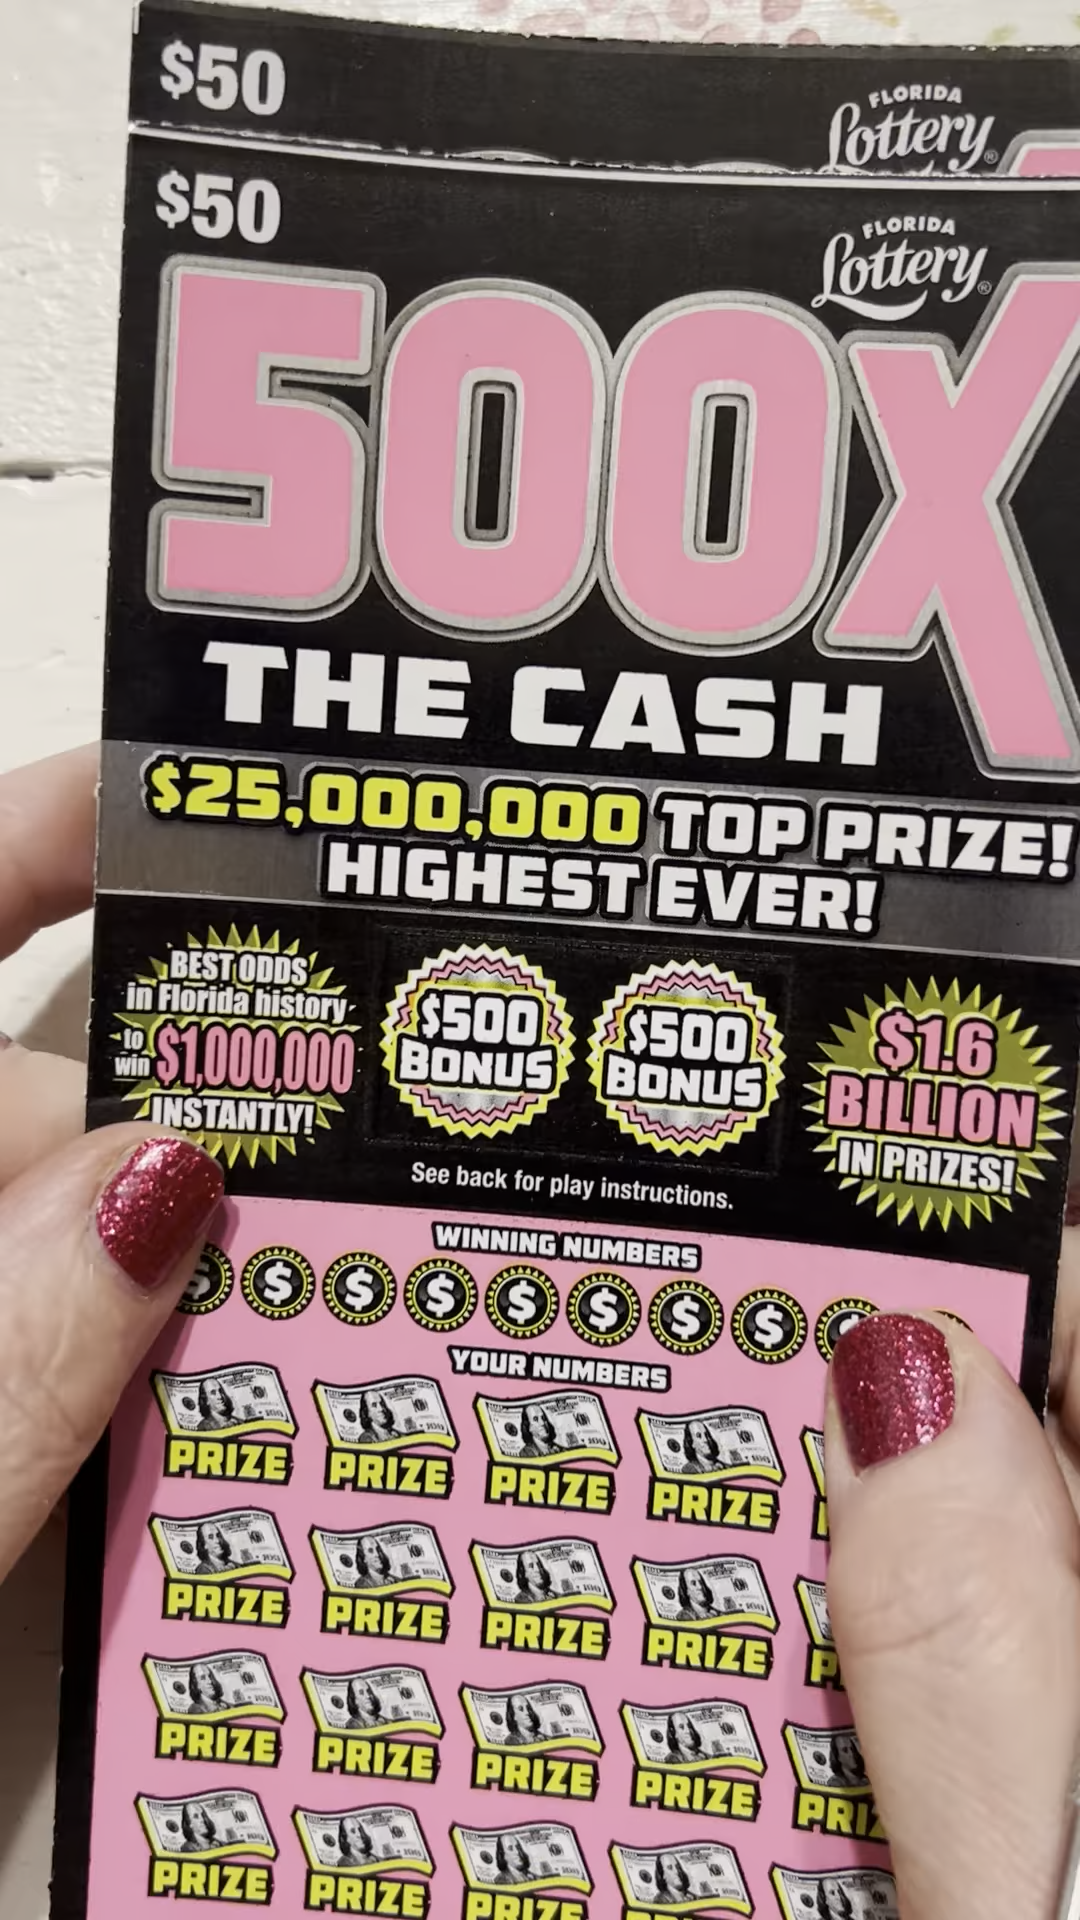 $50
FLORIDA
Lottery®
$50
FLORIDA
Lottery®
500X
THE CASH
$25,000,000 TOP PRIZE!
HIGHEST EVER!
BEST ODDS
in Florida history
to win $1,000,000
INSTANTLY!
$500
BONUS
$500
BONUS
$1.6
BILLION
IN PRIZES!
See back for play instructions.
WINNING NUMBERS
$ $ $ $ $ $ $ $
YOUR NUMBERS
PRIZE PRIZE PRIZE PRIZE
PRIZE PRIZE PRIZE PRIZE
PRIZE PRIZE PRIZE PRIZE PRI
PRIZE PRIZE PRIZE